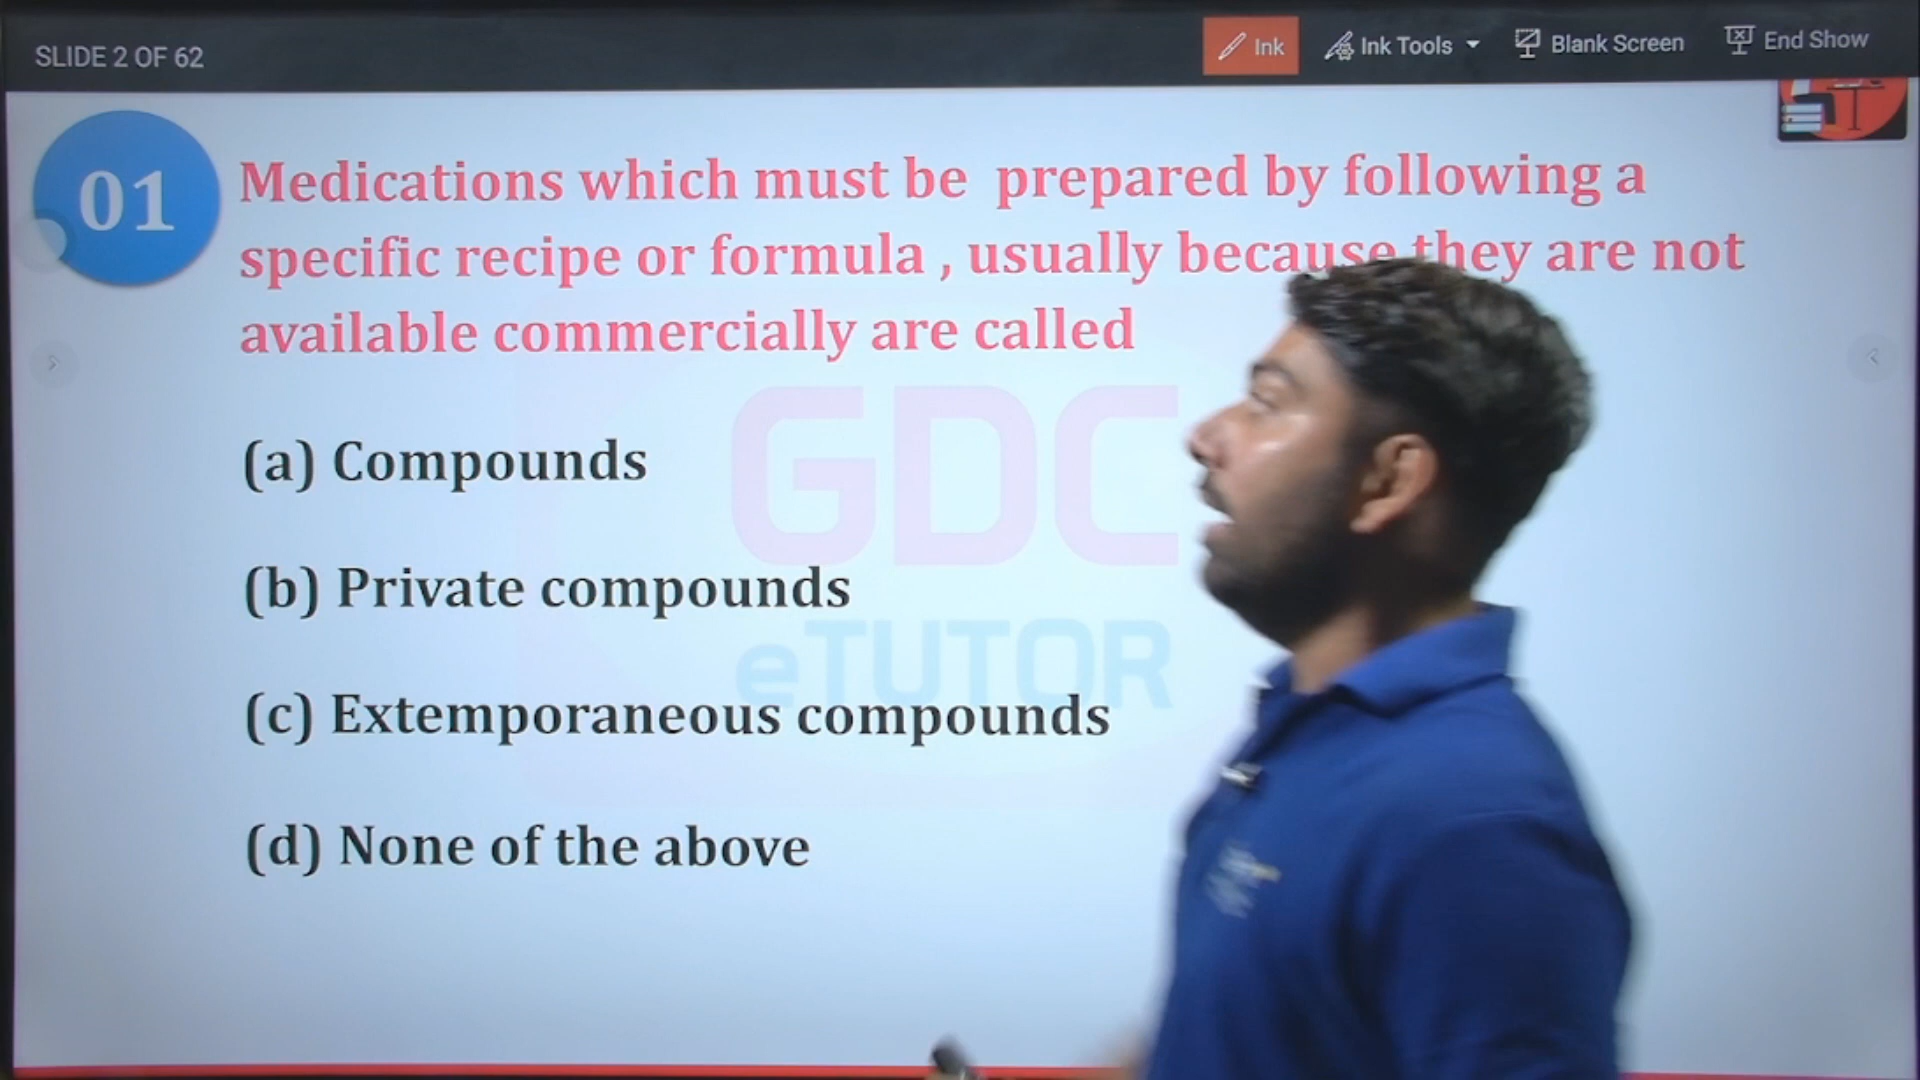 SLIDE 2 OF 62
Ink
Ink Tools
Blank Screen
End Show
01
Medications which must be prepared by following a
specific recipe or formula , usually because they are not
available commercially are called
(a) Compounds
(b) Private compounds
(c) Extemporaneous compounds
(d) None of the above
GDC
eTUTOR